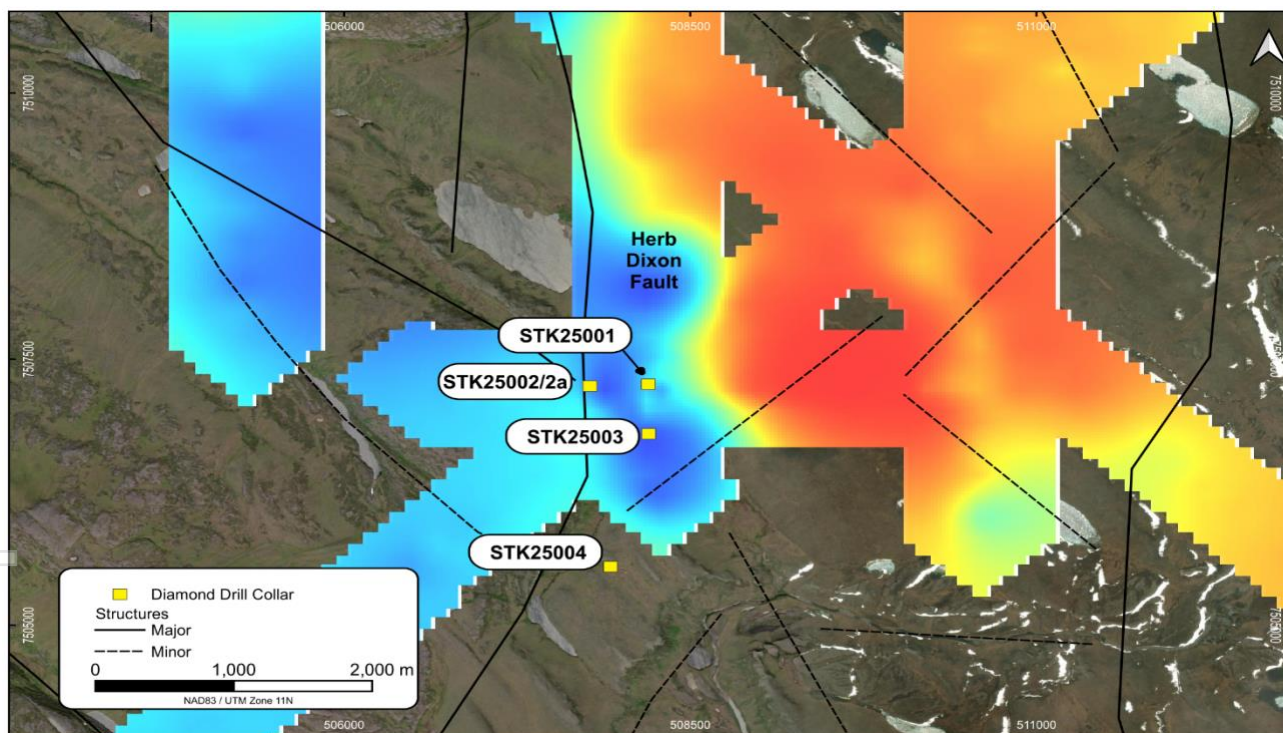 506000
508500
511000
7510000
7510000
Herb
Dixon
Fault
STK25001
7507500
STK25002/2a
STK25003
STK25004
Diamond Drill Collar
Structures
Major
Minor
0 1,000 2,000 m
NAD83 / UTM Zone 11N
7505000
506000
508500
511000